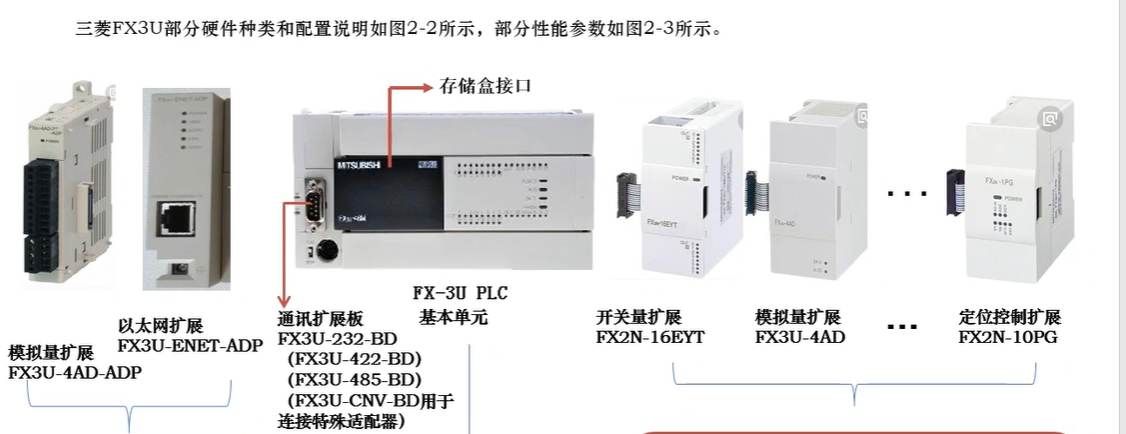 三菱FX3U部分硬件种类和配置说明如图2-2所示，部分性能参数如图2-3所示。
存储盒接口
MITSUBISHI
POWER
FX2N-16EYT
POWER
FX3U-4AD
FX2N-1PG
POWER
...
模拟量扩展
FX3U-4AD-ADP
以太网扩展
FX3U-ENET-ADP
通讯扩展板
FX3U-232-BD
（FX3U-422-BD）
（FX3U-485-BD）
（FX3U-CNV-BD用于
连接特殊适配器）
FX-3U PLC
基本单元
开关量扩展
FX2N-16EYT
模拟量扩展
FX3U-4AD
...
定位控制扩展
FX2N-10PG